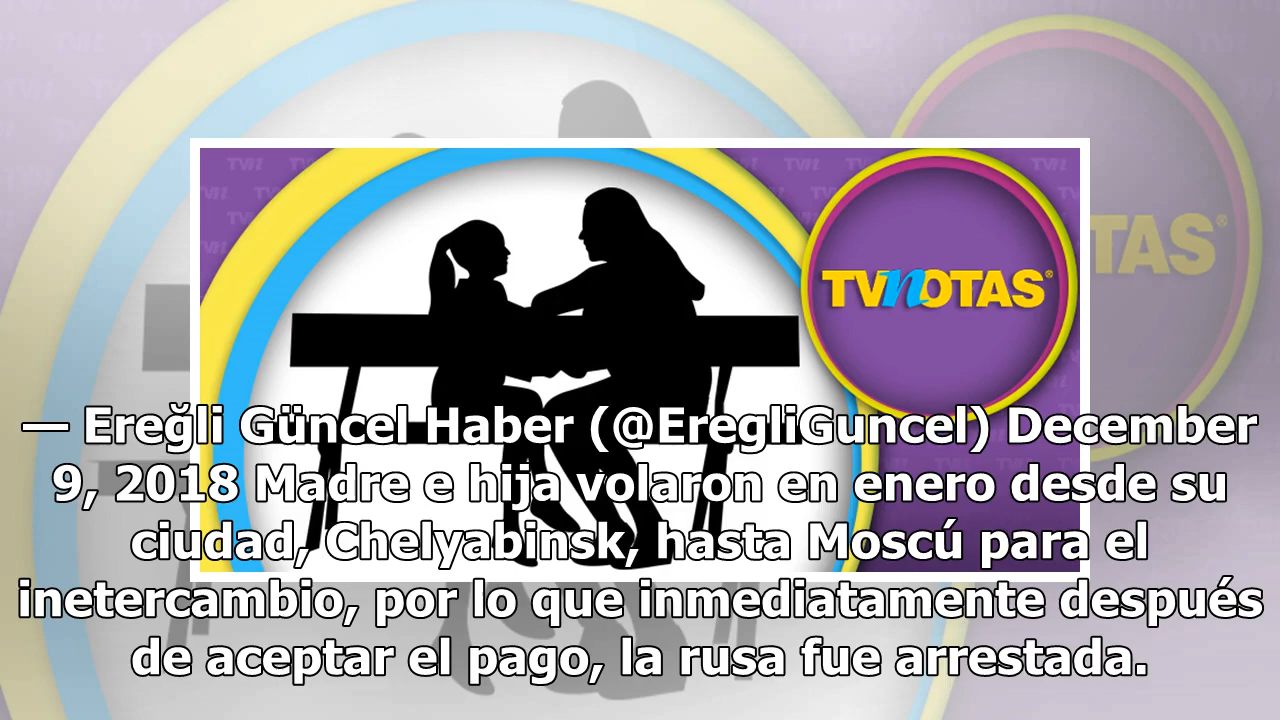 TVnOTAS®
TAS®
— Ereğli Güncel Haber (@EregliGuncel) December
9, 2018 Madre e hija volaron en enero desde su
ciudad, Chelyabinsk, hasta Moscú para el
inetercambio, por lo que inmediatamente después
de aceptar el pago, la rusa fue arrestada.